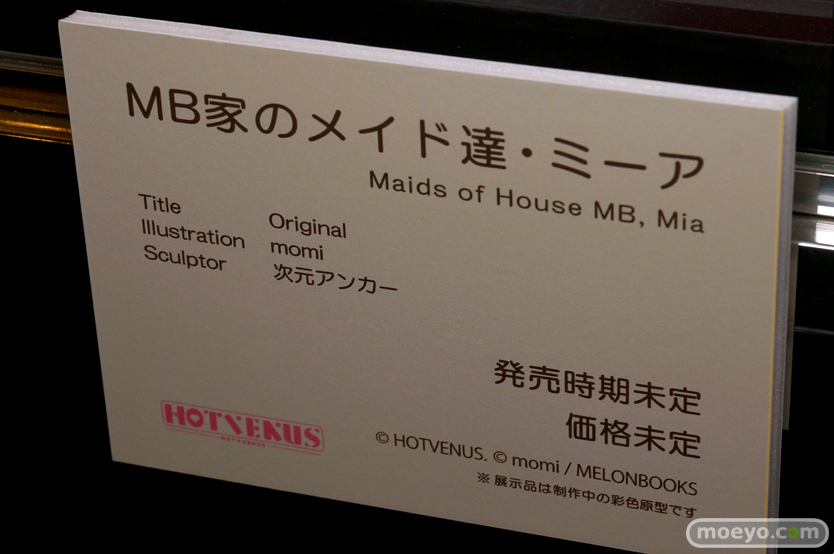 MB家のメイド達・ミーア
Maids of House MB, Mia
Title Original
Illustration momi
Sculptor 次元アンカー
発売時期未定
価格未定
HOTVENUS
HOT VENUS
© HOTVENUS. © momi / MELONBOOKS
※展示品は制作中の彩色原型です
moeyo.com